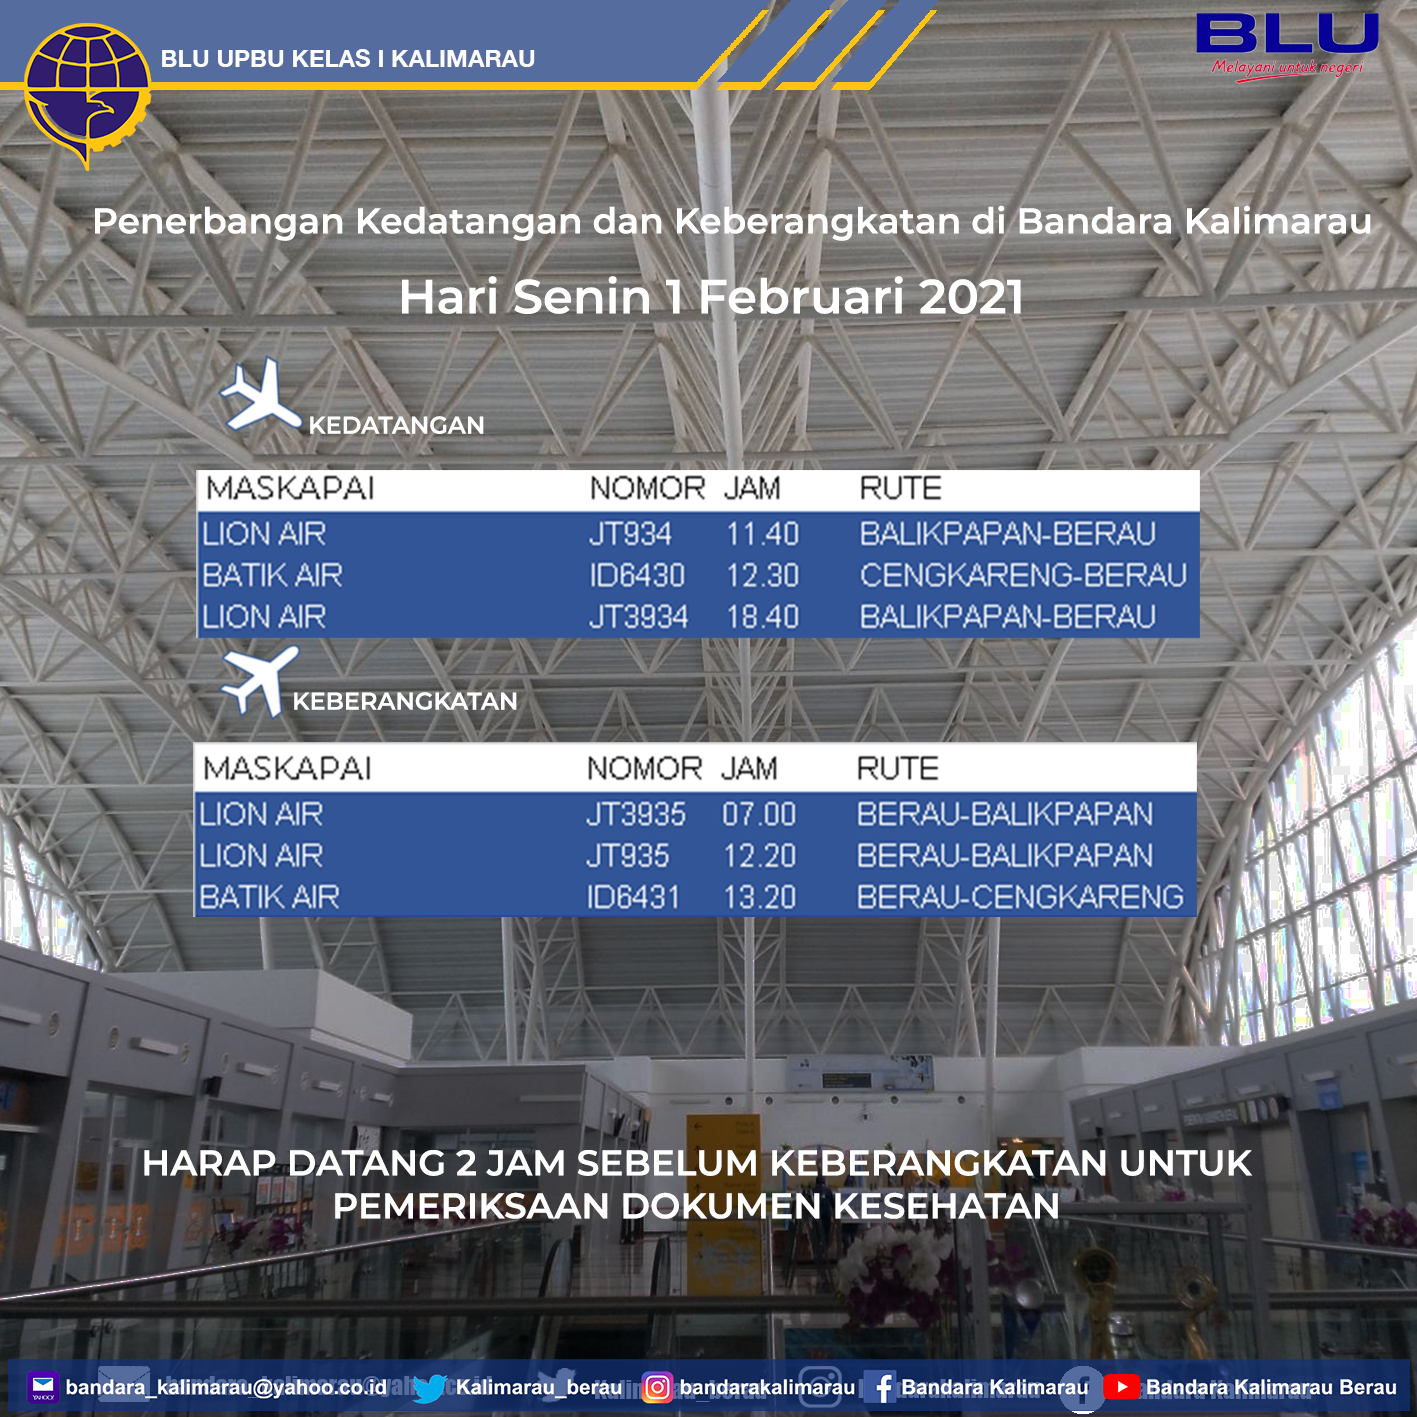 BLU UPBU KELAS I KALIMARAU
BLU
Melayani untuk negeri
Penerbangan Kedatangan dan Keberangkatan di Bandara Kalimarau
Hari Senin 1 Februari 2021
KEDATANGAN
MASKAPAI NOMOR JAM RUTE
LION AIR JT934 11.40 BALIKPAPAN-BERAU
BATIK AIR ID6430 12.30 CENGKARENG-BERAU
LION AIR JT3934 18.40 BALIKPAPAN-BERAU
KEBERANGKATAN
MASKAPAI NOMOR JAM RUTE
LION AIR JT3935 07.00 BERAU-BALIKPAPAN
LION AIR JT935 12.20 BERAU-BALIKPAPAN
BATIK AIR ID6431 13.20 BERAU-CENGKARENG
HARAP DATANG 2 JAM SEBELUM KEBERANGKATAN UNTUK
PEMERIKSAAN DOKUMEN KESEHATAN
YAHOO! bandara_kalimarau@yahoo.co.id Kalimarau_berau bandarakalimarau Bandara Kalimarau Bandara Kalimarau Berau